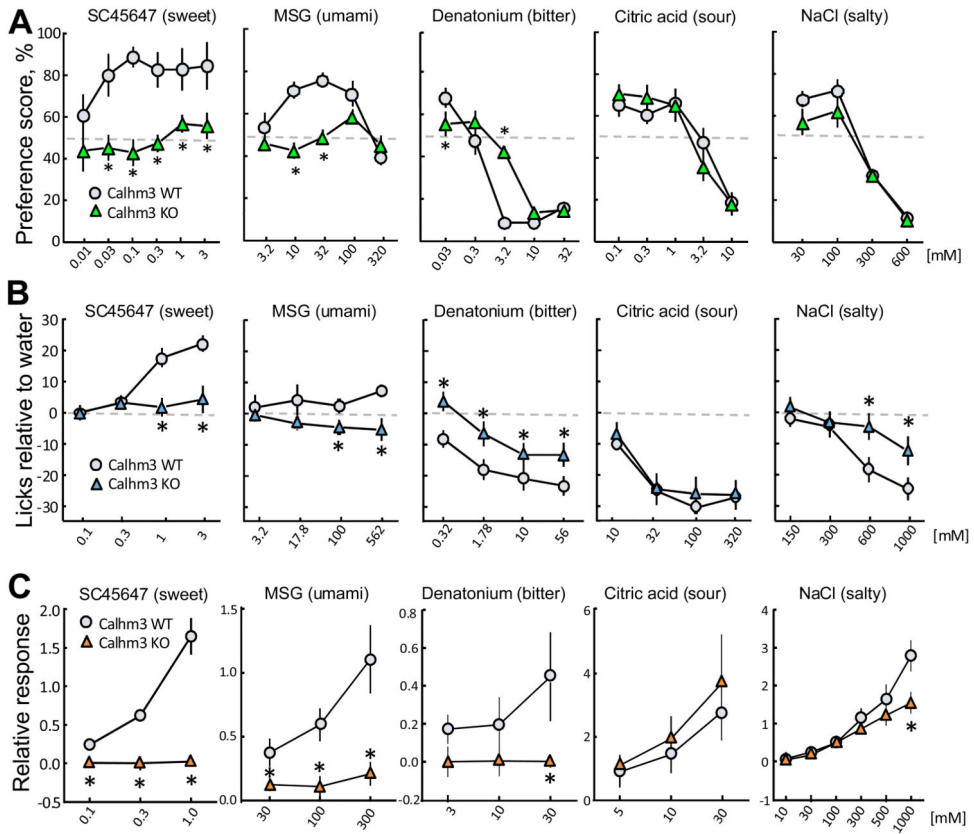 A
SC45647 (sweet)
MSG (umami)
Denatonium (bitter)
Citric acid (sour)
NaCl (salty)
Preference score, %
100
80
60
40
20
0
* * * * *
* *
* *
*
Calhm3 WT
Calhm3 KO
0.01 0.03 0.1 0.3 1 3
3.2 10 32 100 320
0.03 0.3 3.2 10 32
0.1 0.3 1 3.2 10
30 100 300 600
[mM]
B
SC45647 (sweet)
MSG (umami)
Denatonium (bitter)
Citric acid (sour)
NaCl (salty)
Licks relative to water
30
20
10
0
-10
-20
-30
* *
* *
* * * *
* *
Calhm3 WT
Calhm3 KO
0.1 0.3 1 3
3.2 17.8 100 562
0.32 1.78 10 56
10 32 100 320
150 300 600 1000
[mM]
C
SC45647 (sweet)
MSG (umami)
Denatonium (bitter)
Citric acid (sour)
NaCl (salty)
Relative response
2.0
1.5
1.0
0.5
0.0
-0.5
Calhm3 WT
Calhm3 KO
* * *
0.1 0.3 1.0
1.5
1.0
0.5
0.0
* * *
30 100 300
0.8
0.6
0.4
0.2
0.0
-0.2
*
3 10 30
6
4
2
0
5 10 30
4
3
2
1
0
-1
*
10 30 100 300 500 1000
[mM]